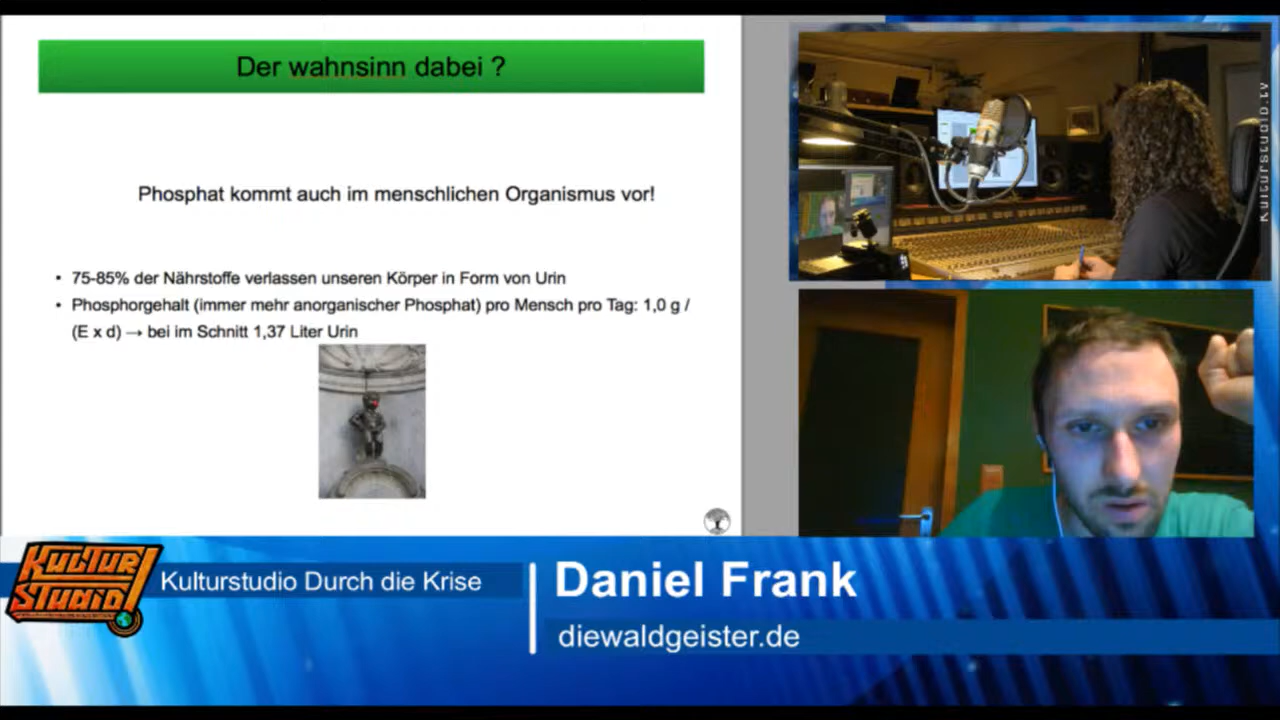 Der wahnsinn dabei ?
Phosphat kommt auch im menschlichen Organismus vor!
• 75-85% der Nährstoffe verlassen unseren Körper in Form von Urin
• Phosphorgehalt (immer mehr anorganischer Phosphat) pro Mensch pro Tag: 1,0 g /
(E x d) → bei im Schnitt 1,37 Liter Urin
Kulturstudio.tv
KULTUR
STUDIO!
Kulturstudio Durch die Krise
Daniel Frank
diewaldgeister.de